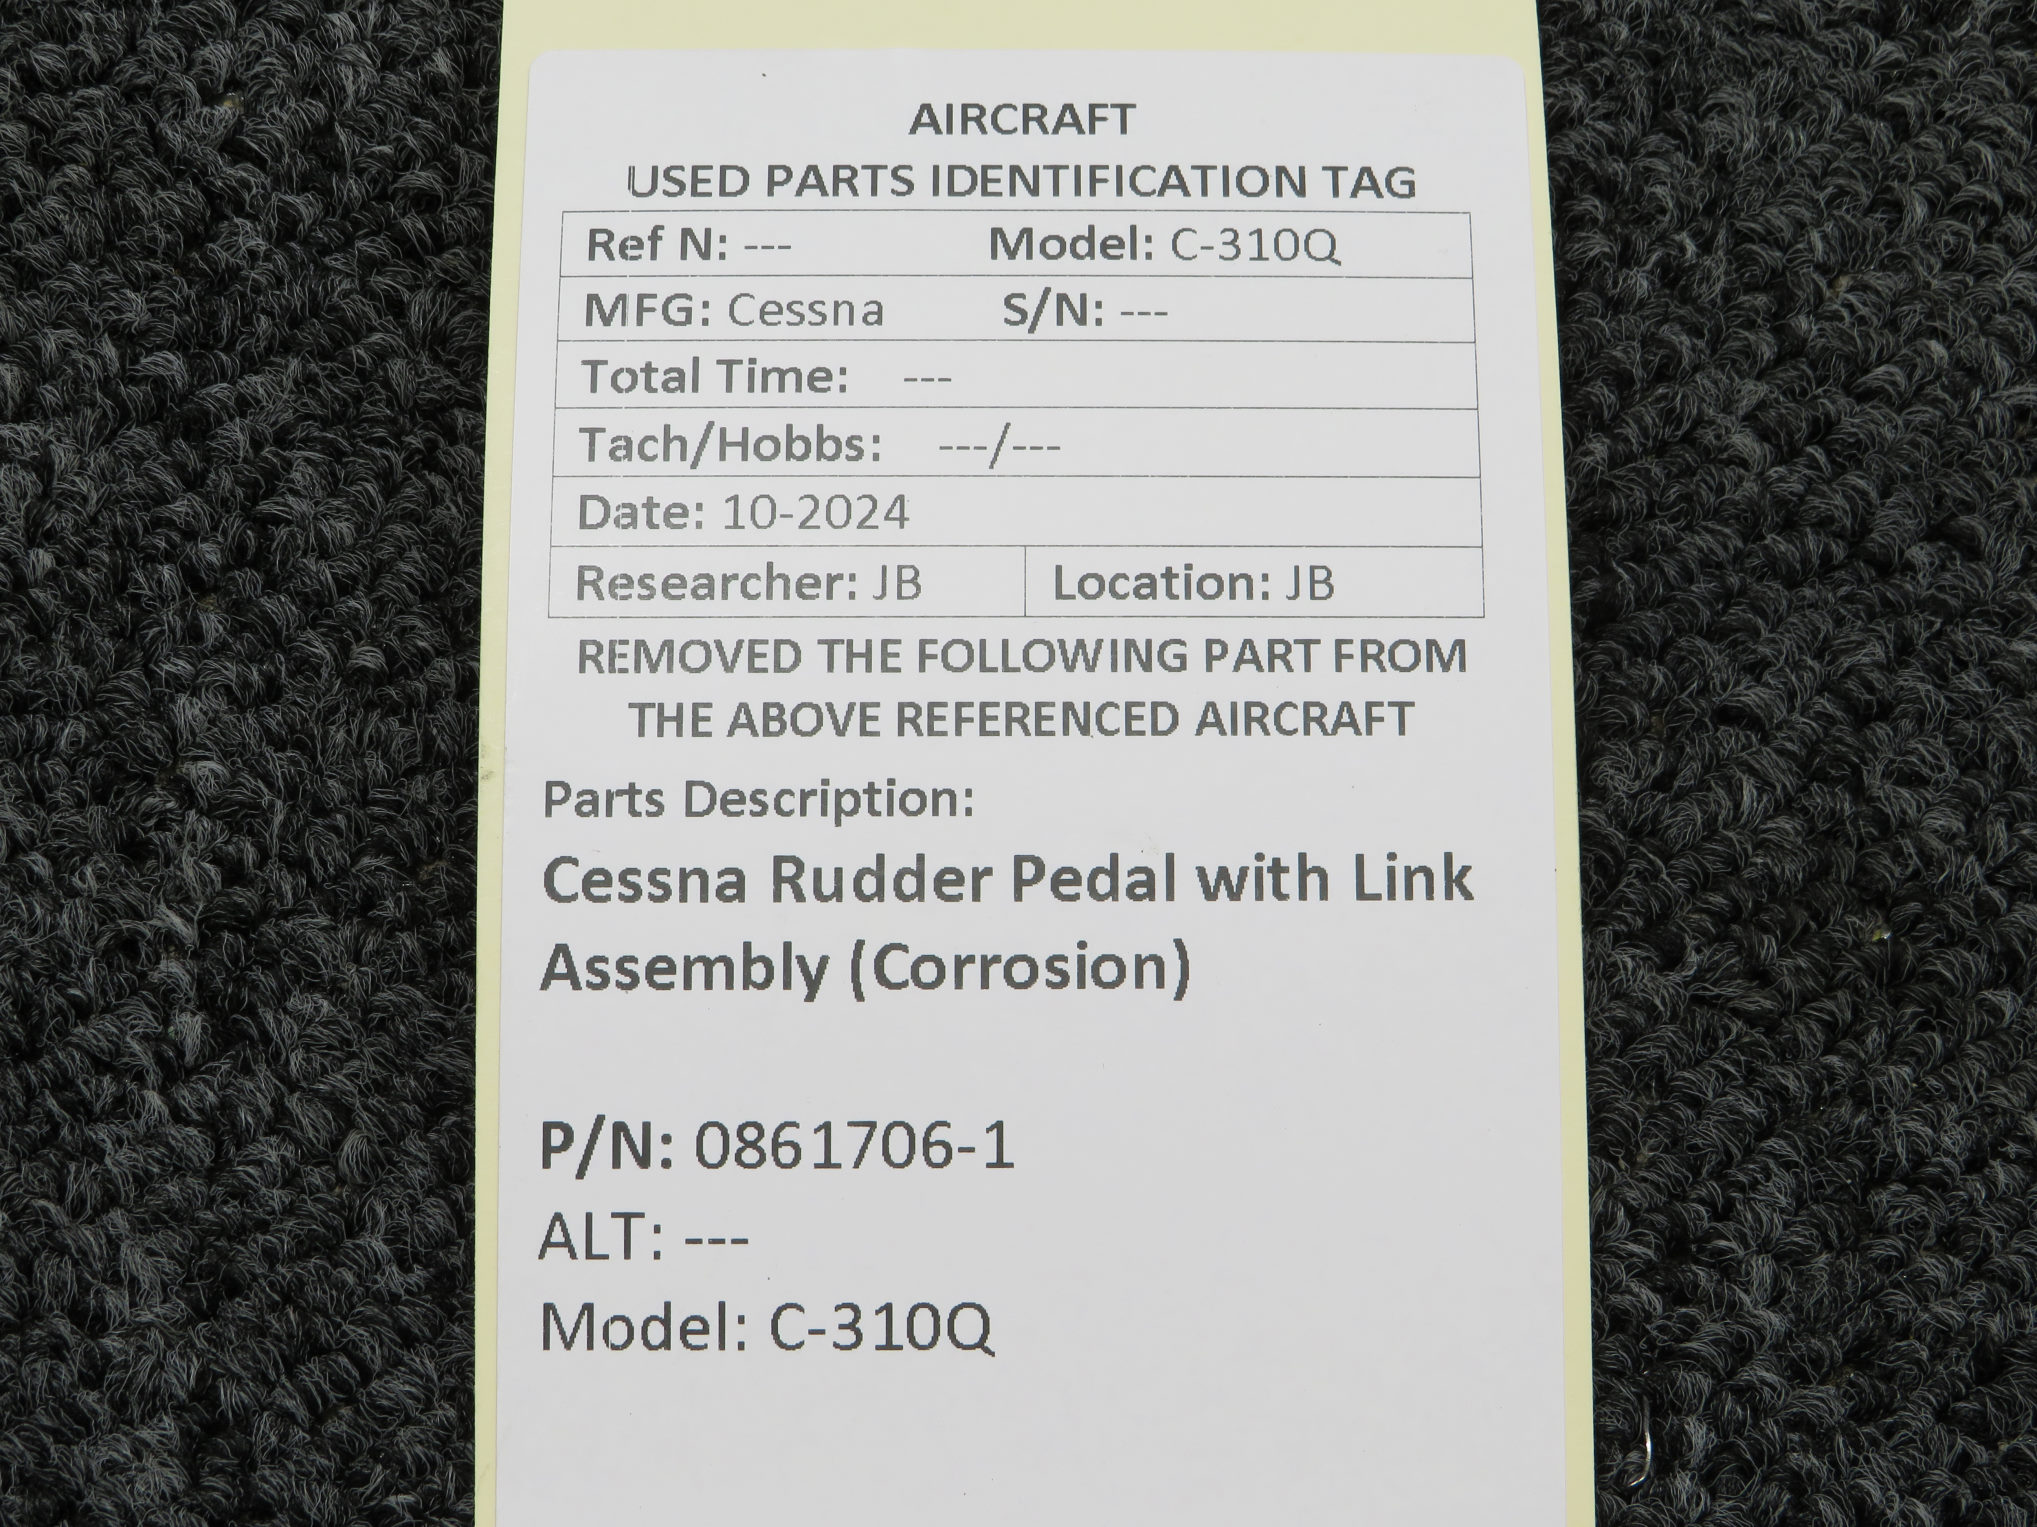 AIRCRAFT
USED PARTS IDENTIFICATION TAG
Ref N: --- Model: C-310Q
MFG: Cessna S/N: ---
Total Time: ---
Tach/Hobbs: ---/---
Date: 10-2024
Researcher: JB Location: JB
REMOVED THE FOLLOWING PART FROM
THE ABOVE REFERENCED AIRCRAFT
Parts Description:
Cessna Rudder Pedal with Link
Assembly (Corrosion)
P/N: 0861706-1
ALT: ---
Model: C-310Q